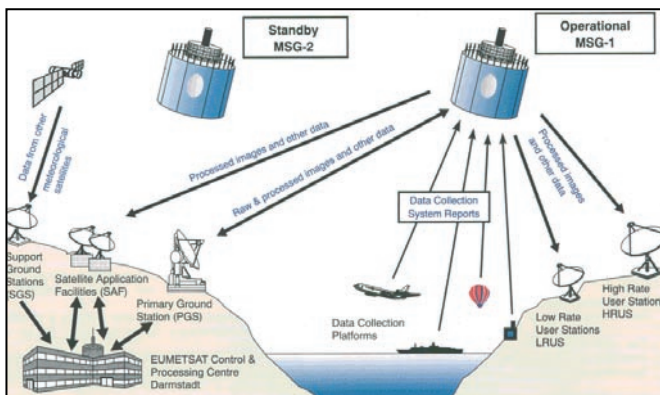 Standby
MSG-2
Operational
MSG-1
Data from other
meteorological
satellites
Processed images and other data
Raw & processed images and other data
Data Collection
System Reports
Processed images
and other data
Support
Ground
Stations
(SGS)
Satellite Application
Facilities (SAF)
Primary Ground
Station (PGS)
EUMETSAT Control &
Processing Centre
Darmstadt
Data Collection
Platforms
Low Rate
User Stations
LRUS
High Rate
User Stations
HRUS